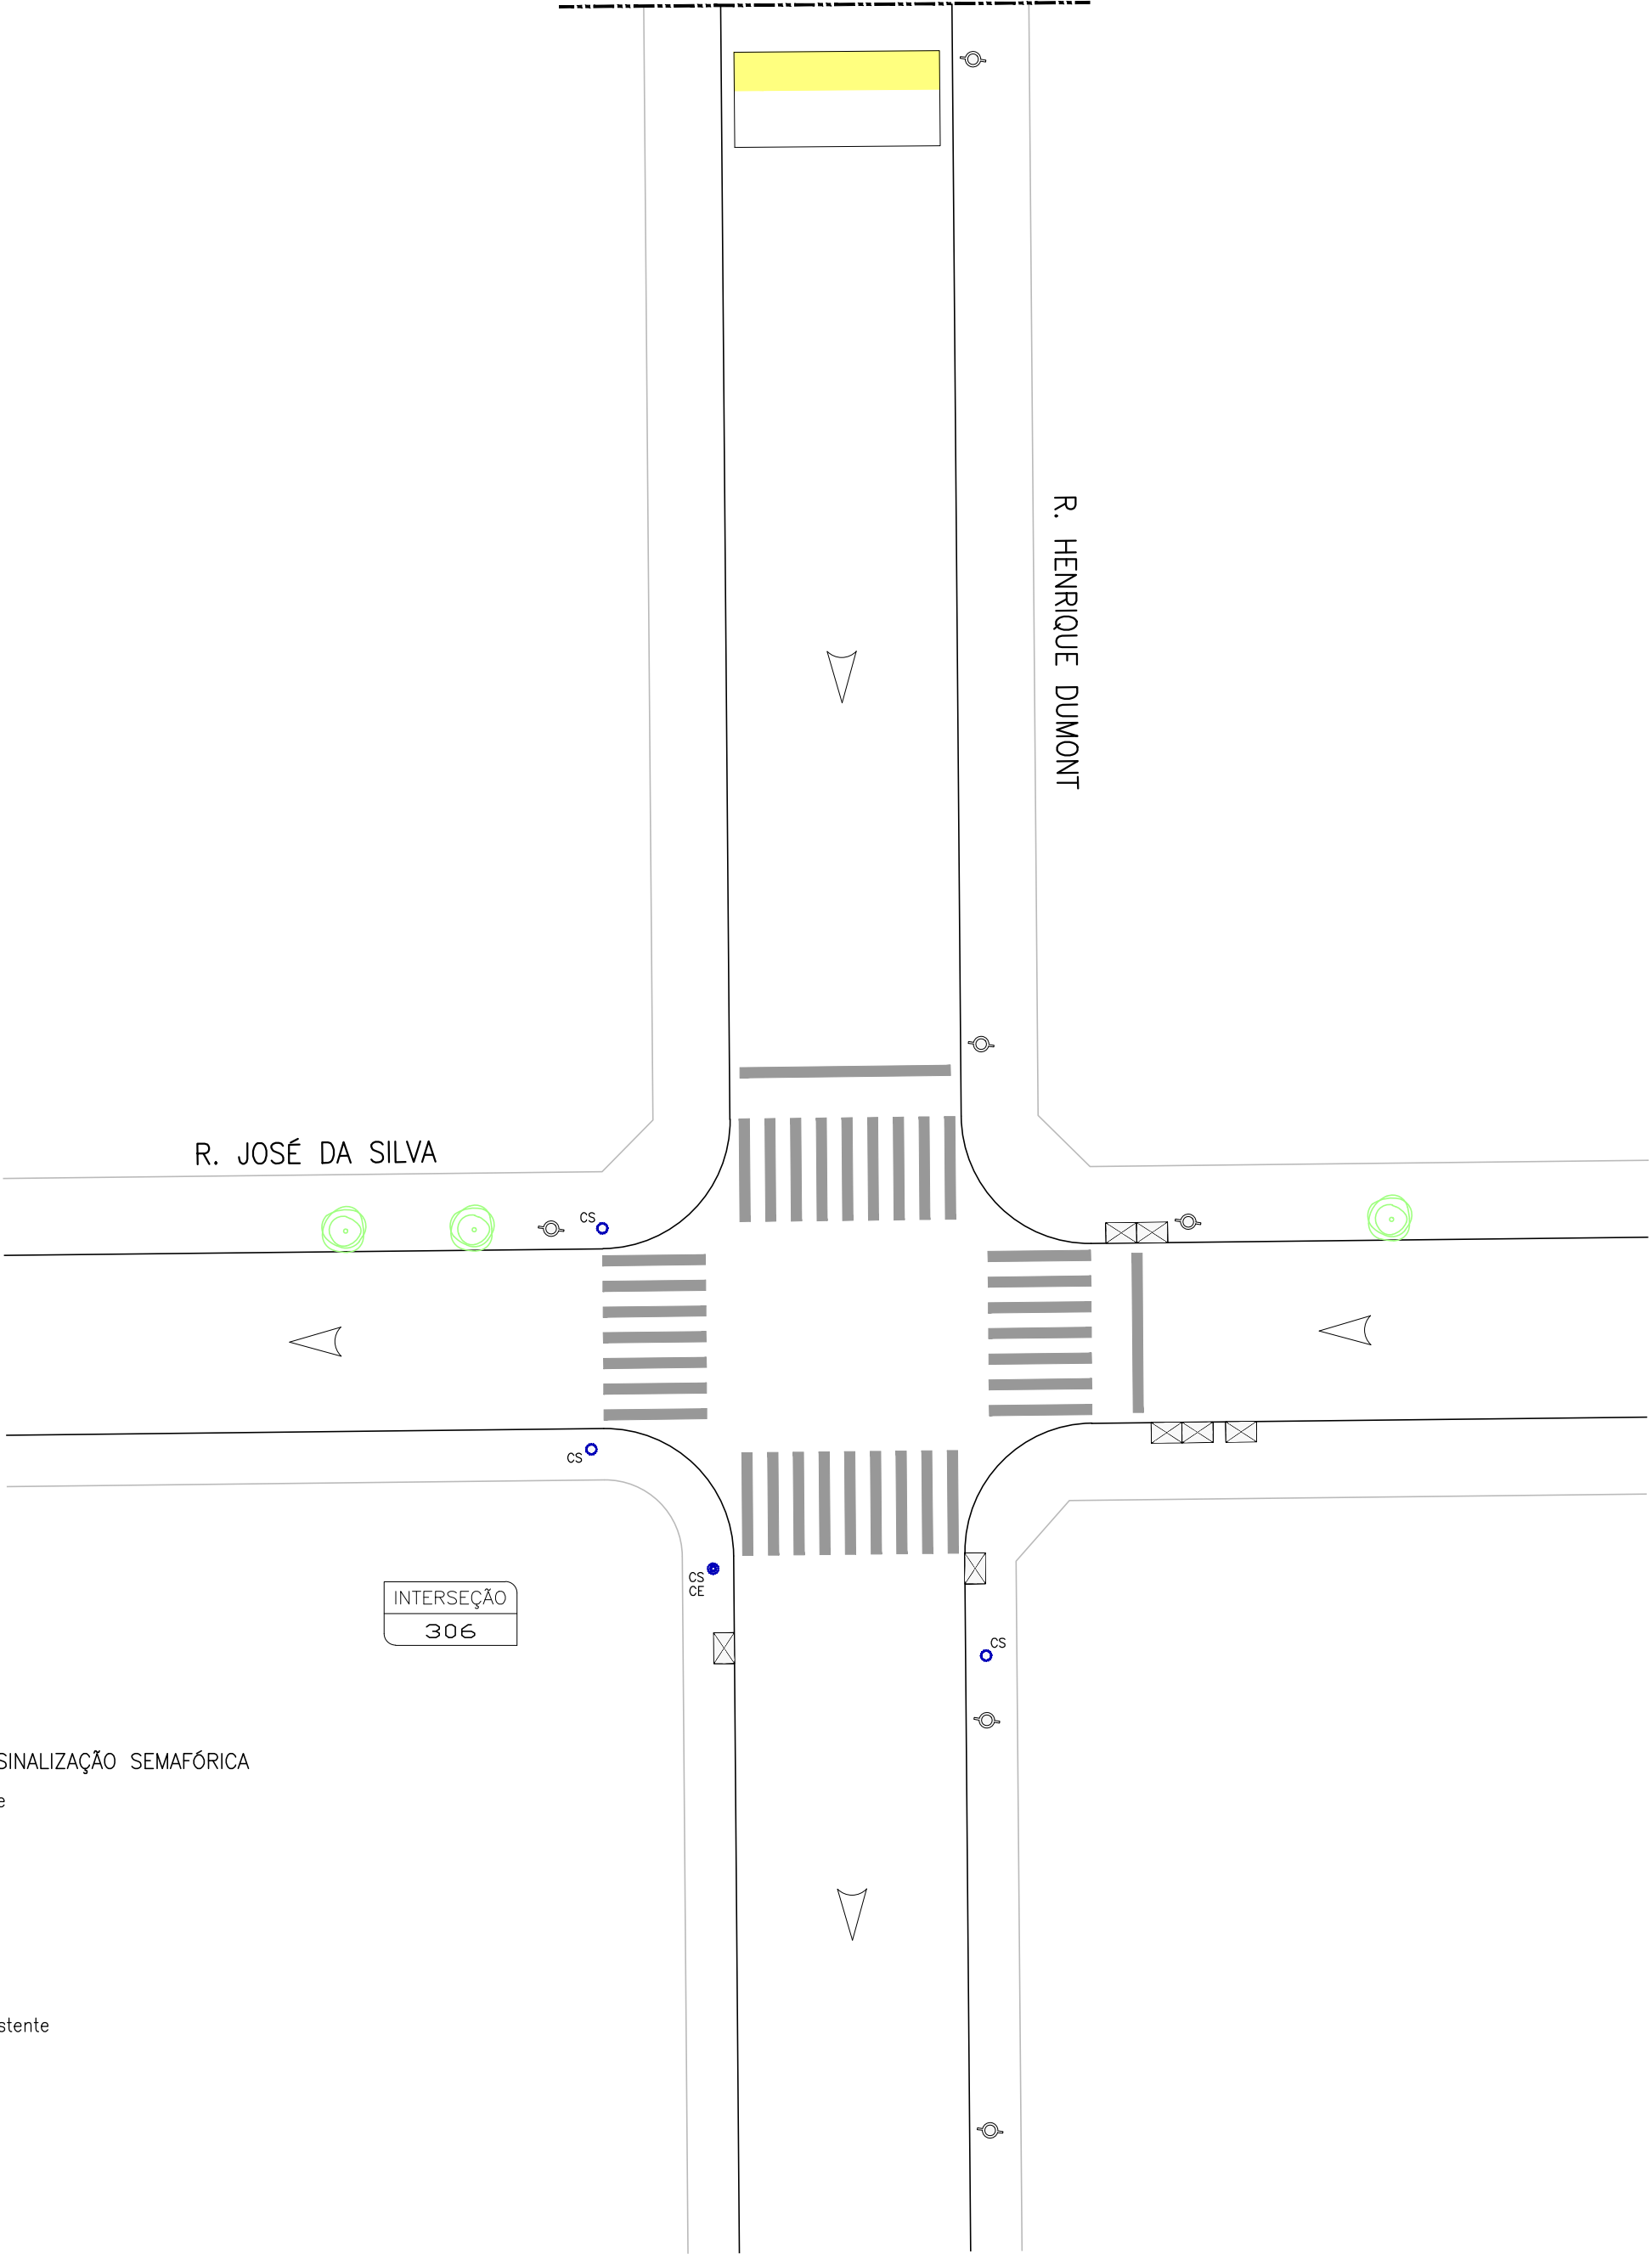 R. HENRIQUE DUMONT
R. JOSÉ DA SILVA
CS
CS
CS
CE
CS
INTERSEÇÃO
306
SINALIZAÇÃO SEMAFÓRICA
e
stente